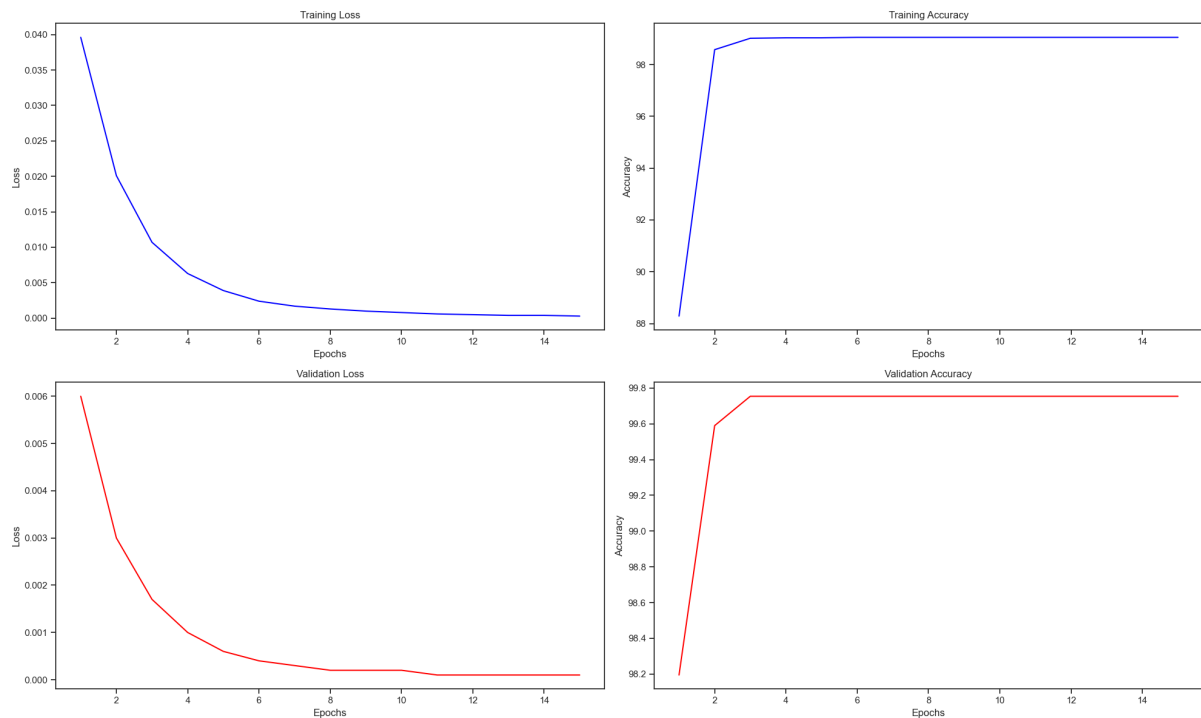 Training Loss
0.040
0.035
0.030
0.025
0.020
0.015
0.010
0.005
0.000
Loss
2 4 6 8 10 12 14
Epochs
Training Accuracy
98
96
94
92
90
88
Accuracy
2 4 6 8 10 12 14
Epochs
Validation Loss
0.006
0.005
0.004
0.003
0.002
0.001
0.000
Loss
2 4 6 8 10 12 14
Epochs
Validation Accuracy
99.8
99.6
99.4
99.2
99.0
98.8
98.6
98.4
98.2
Accuracy
2 4 6 8 10 12 14
Epochs